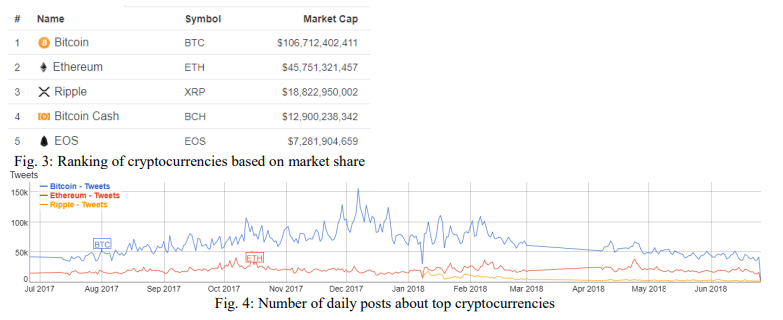 # Name Symbol Market Cap
1 Bitcoin BTC $106,712,402,411
2 Ethereum ETH $45,751,321,457
3 Ripple XRP $18,822,950,002
4 Bitcoin Cash BCH $12,900,238,342
5 EOS EOS $7,281,904,659
Fig. 3: Ranking of cryptocurrencies based on market share
Tweets
Bitcoin - Tweets
Ethereum - Tweets
Ripple - Tweets
150k
100k
50k
0
BTC
ETH
Jul 2017 Aug 2017 Sep 2017 Oct 2017 Nov 2017 Dec 2017 Jan 2018 Feb 2018 Mar 2018 Apr 2018 May 2018 Jun 2018
Fig. 4: Number of daily posts about top cryptocurrencies